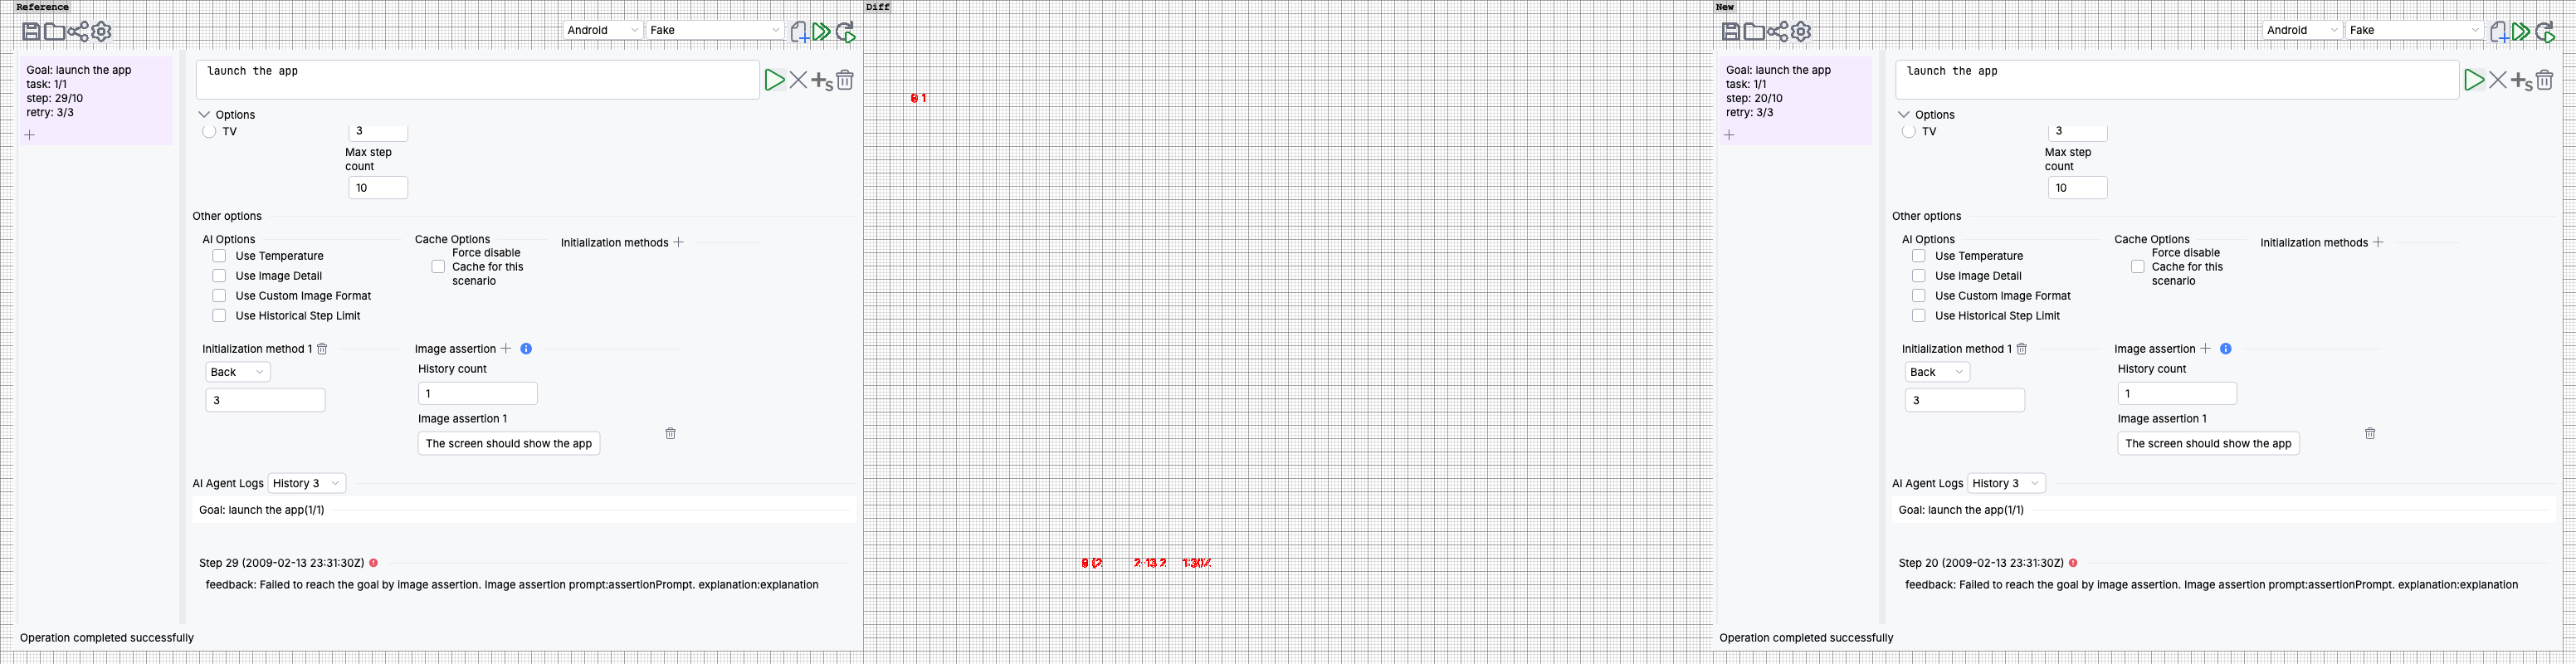 Reference
Android
Fake
Goal: launch the app
task: 1/1
step: 29/10
retry: 3/3
launch the app
Options
TV
3
Max step
count
10
Other options
AI Options
Use Temperature
Use Image Detail
Use Custom Image Format
Use Historical Step Limit
Cache Options
Force disable
Cache for this
scenario
Initialization methods
Initialization method 1
Back
3
Image assertion
History count
1
Image assertion 1
The screen should show the app
AI Agent Logs
History 3
Goal: launch the app(1/1)
Step 29 (2009-02-13 23:31:30Z)
feedback: Failed to reach the goal by image assertion. Image assertion prompt:assertionPrompt. explanation:explanation
Operation completed successfully
Diff
New
Android
Fake
Goal: launch the app
task: 1/1
step: 20/10
retry: 3/3
launch the app
Options
TV
3
Max step
count
10
Other options
AI Options
Use Temperature
Use Image Detail
Use Custom Image Format
Use Historical Step Limit
Cache Options
Force disable
Cache for this
scenario
Initialization methods
Initialization method 1
Back
3
Image assertion
History count
1
Image assertion 1
The screen should show the app
AI Agent Logs
History 3
Goal: launch the app(1/1)
Step 20 (2009-02-13 23:31:30Z)
feedback: Failed to reach the goal by image assertion. Image assertion prompt:assertionPrompt. explanation:explanation
Operation completed successfully